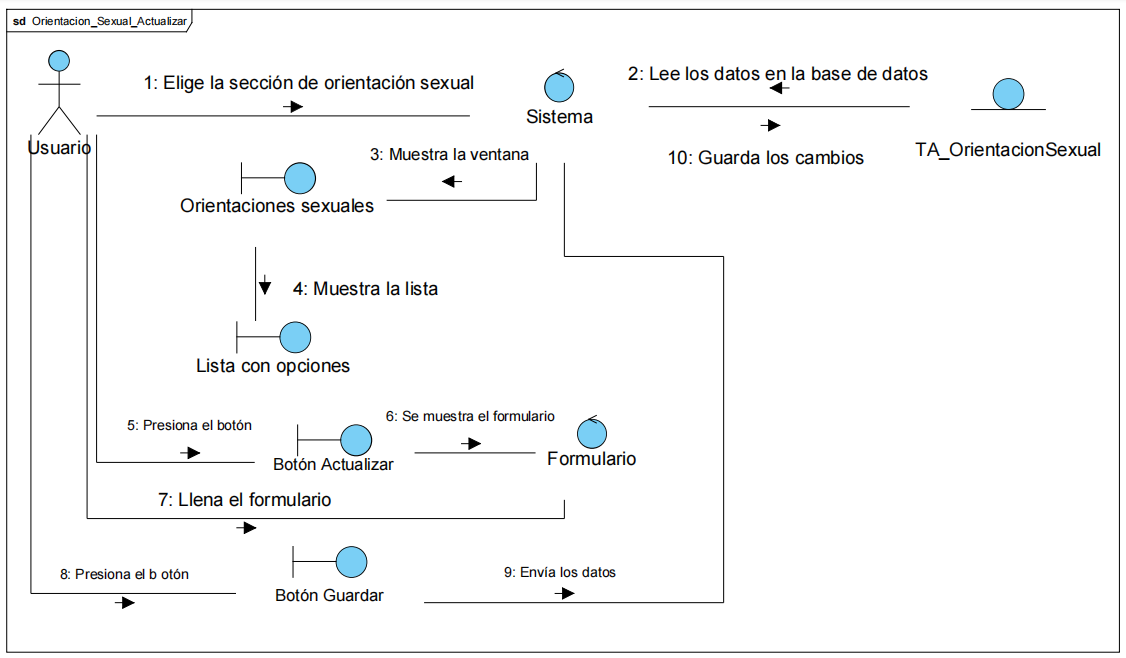 sd Orientacion_Sexual_Actualizar
1: Elige la sección de orientación sexual
2: Lee los datos en la base de datos
Sistema
Usuario
3: Muestra la ventana
10: Guarda los cambios
TA_OrientacionSexual
Orientaciones sexuales
4: Muestra la lista
Lista con opciones
5: Presiona el botón
6: Se muestra el formulario
Botón Actualizar
Formulario
7: Llena el formulario
8: Presiona el b otón
9: Envía los datos
Botón Guardar